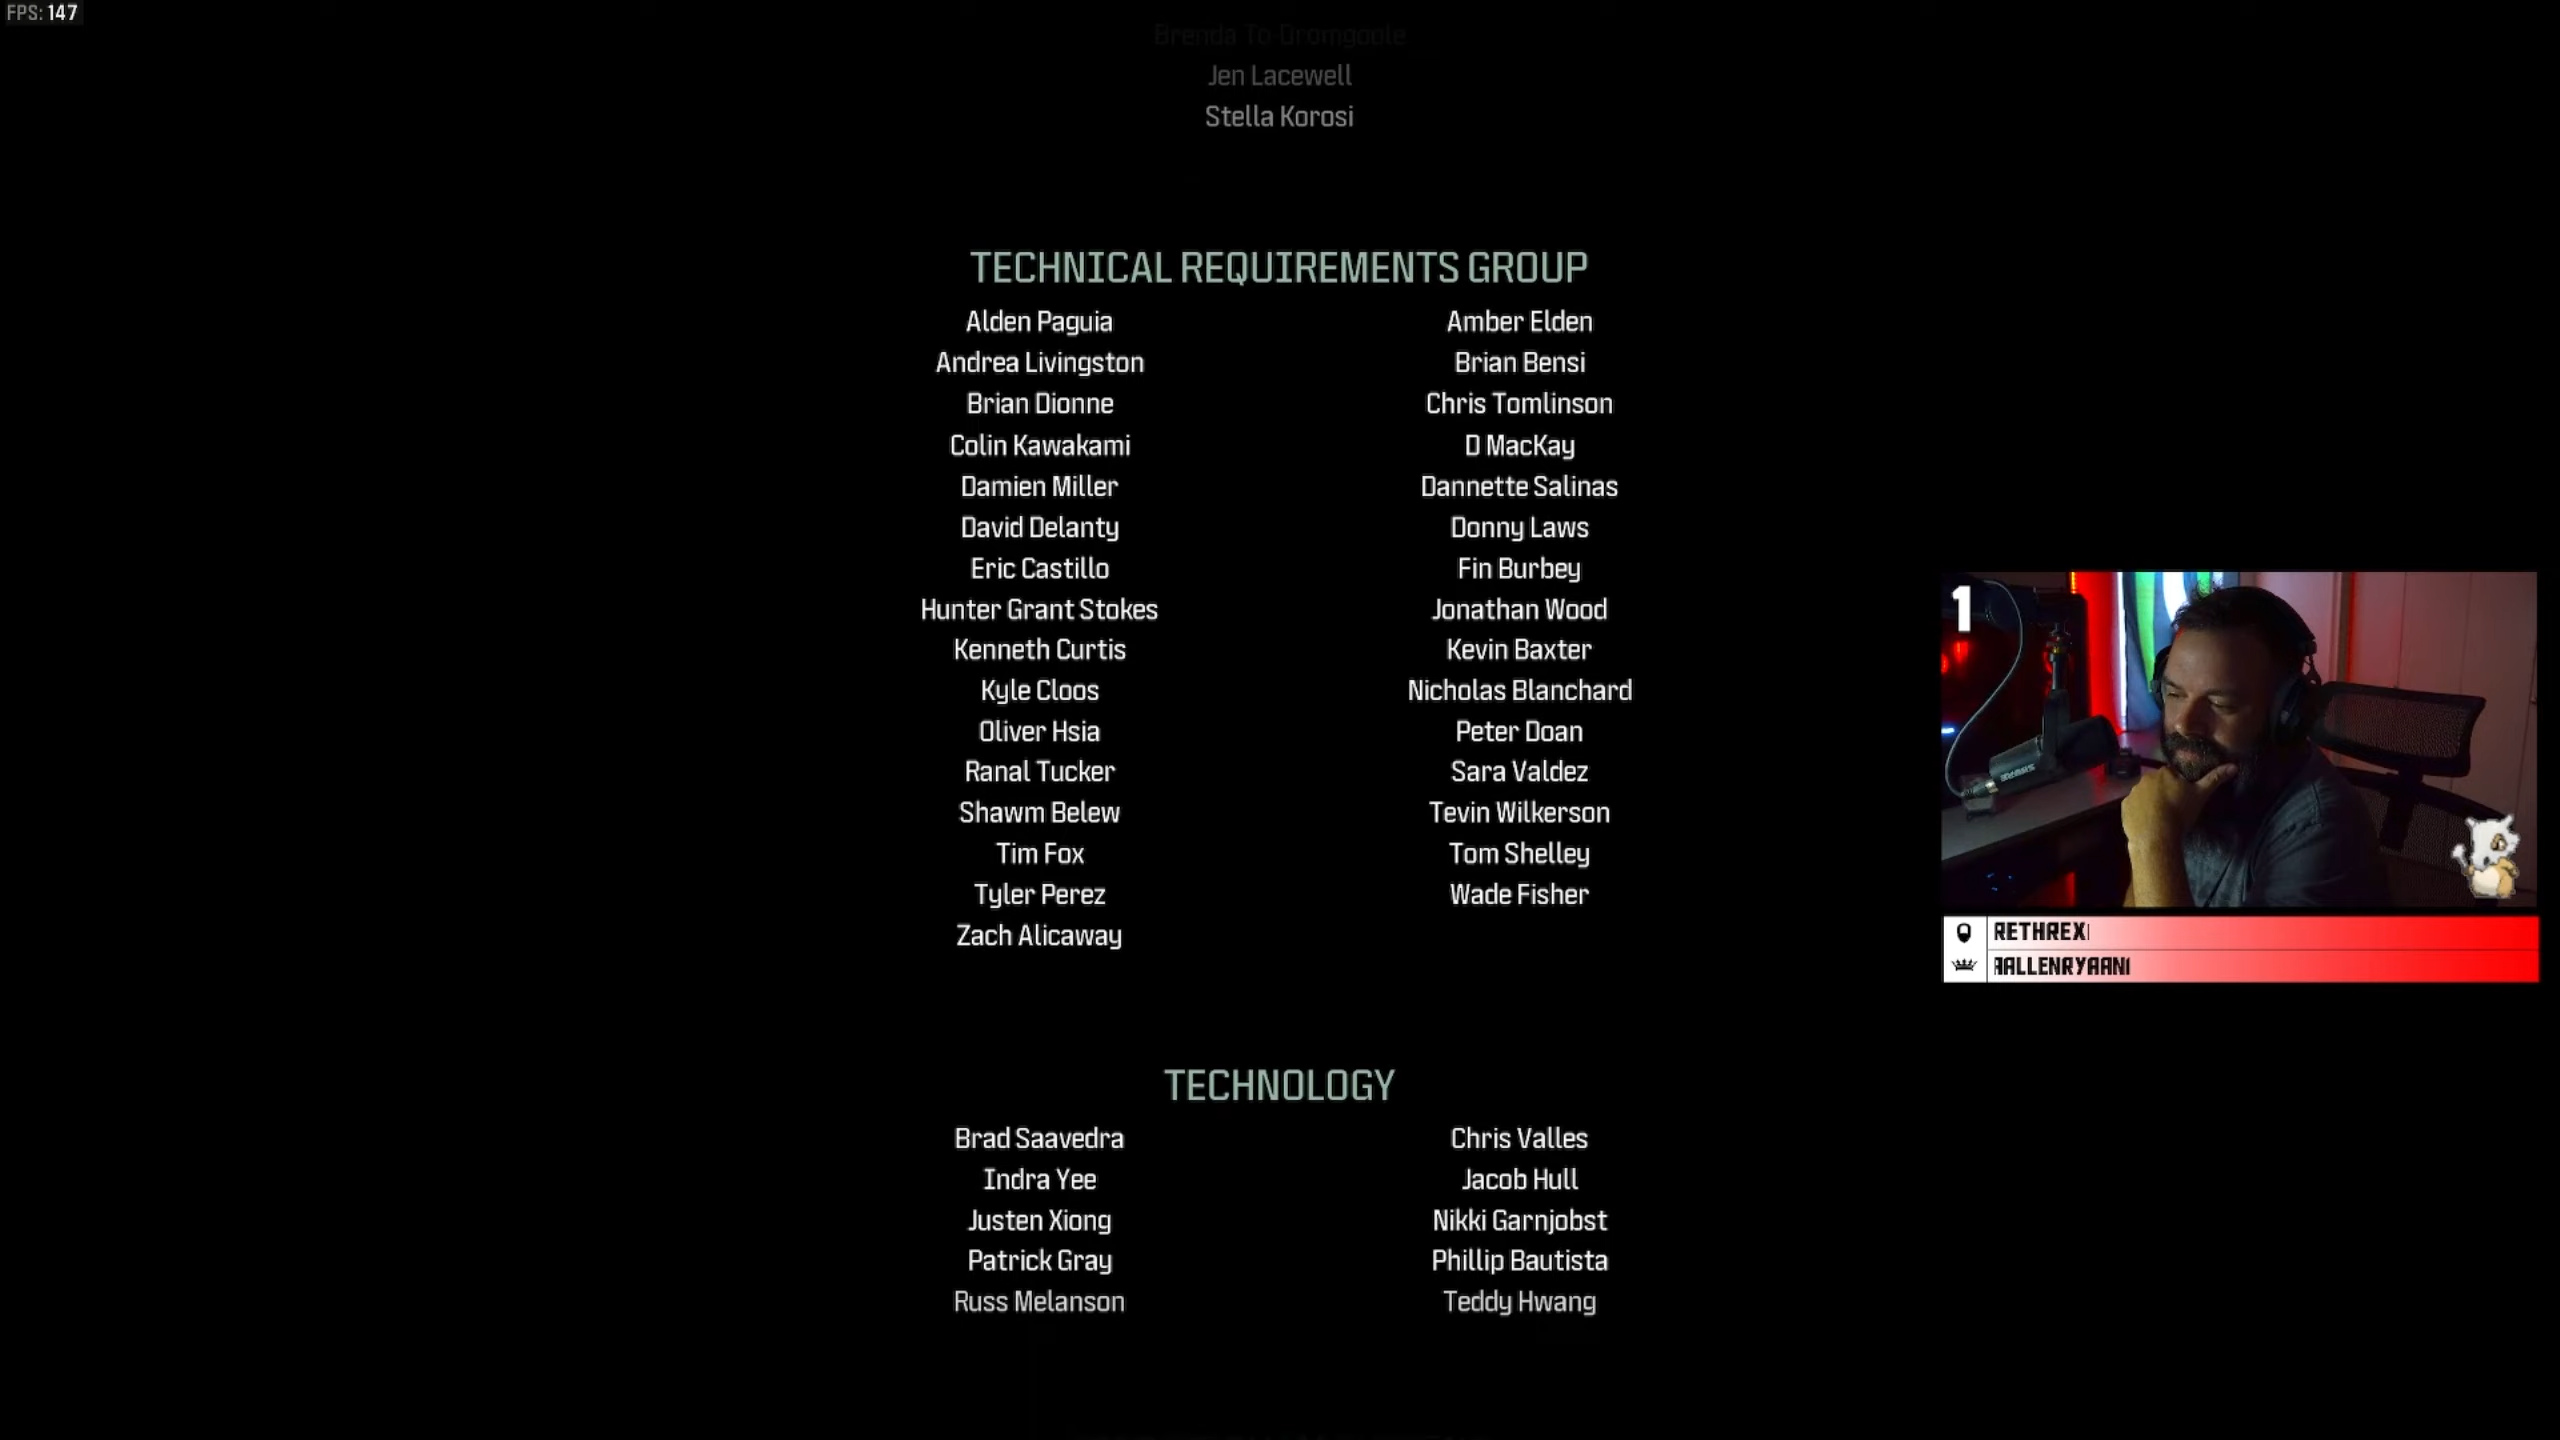 FPS: 147
Brenda To Dromgoole
Jen Lacewell
Stella Korosi
TECHNICAL REQUIREMENTS GROUP
Alden Paguia
Amber Elden
Andrea Livingston
Brian Bensi
Brian Dionne
Chris Tomlinson
Colin Kawakami
D MacKay
Damien Miller
Dannette Salinas
David Delanty
Donny Laws
Eric Castillo
Fin Burbey
Hunter Grant Stokes
Jonathan Wood
Kenneth Curtis
Kevin Baxter
Kyle Cloos
Nicholas Blanchard
Oliver Hsia
Peter Doan
Ranal Tucker
Sara Valdez
Shawm Belew
Tevin Wilkerson
Tim Fox
Tom Shelley
Tyler Perez
Wade Fisher
Zach Alicaway
1
RETHREX
AALLENRYAAN
TECHNOLOGY
Brad Saavedra
Chris Valles
Indra Yee
Jacob Hull
Justen Xiong
Nikki Garnjobst
Patrick Gray
Phillip Bautista
Russ Melanson
Teddy Hwang